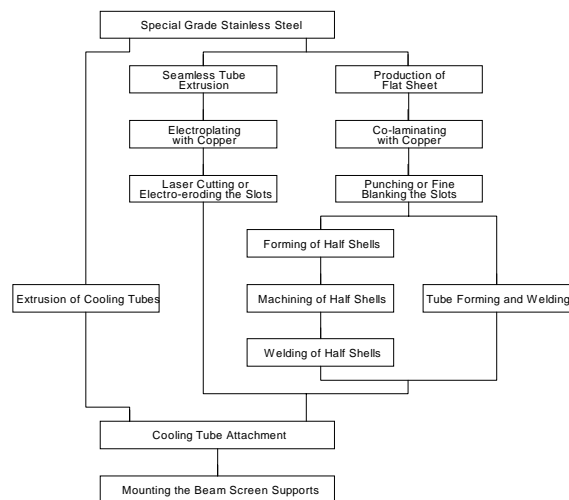 Special Grade Stainless Steel
Seamless Tube
Extrusion
Production of
Flat Sheet
Electroplating
with Copper
Co-laminating
with Copper
Laser Cutting or
Electro-eroding the Slots
Punching or Fine
Blanking the Slots
Forming of Half Shells
Extrusion of Cooling Tubes
Machining of Half Shells
Tube Forming and Welding
Welding of Half Shells
Cooling Tube Attachment
Mounting the Beam Screen Supports